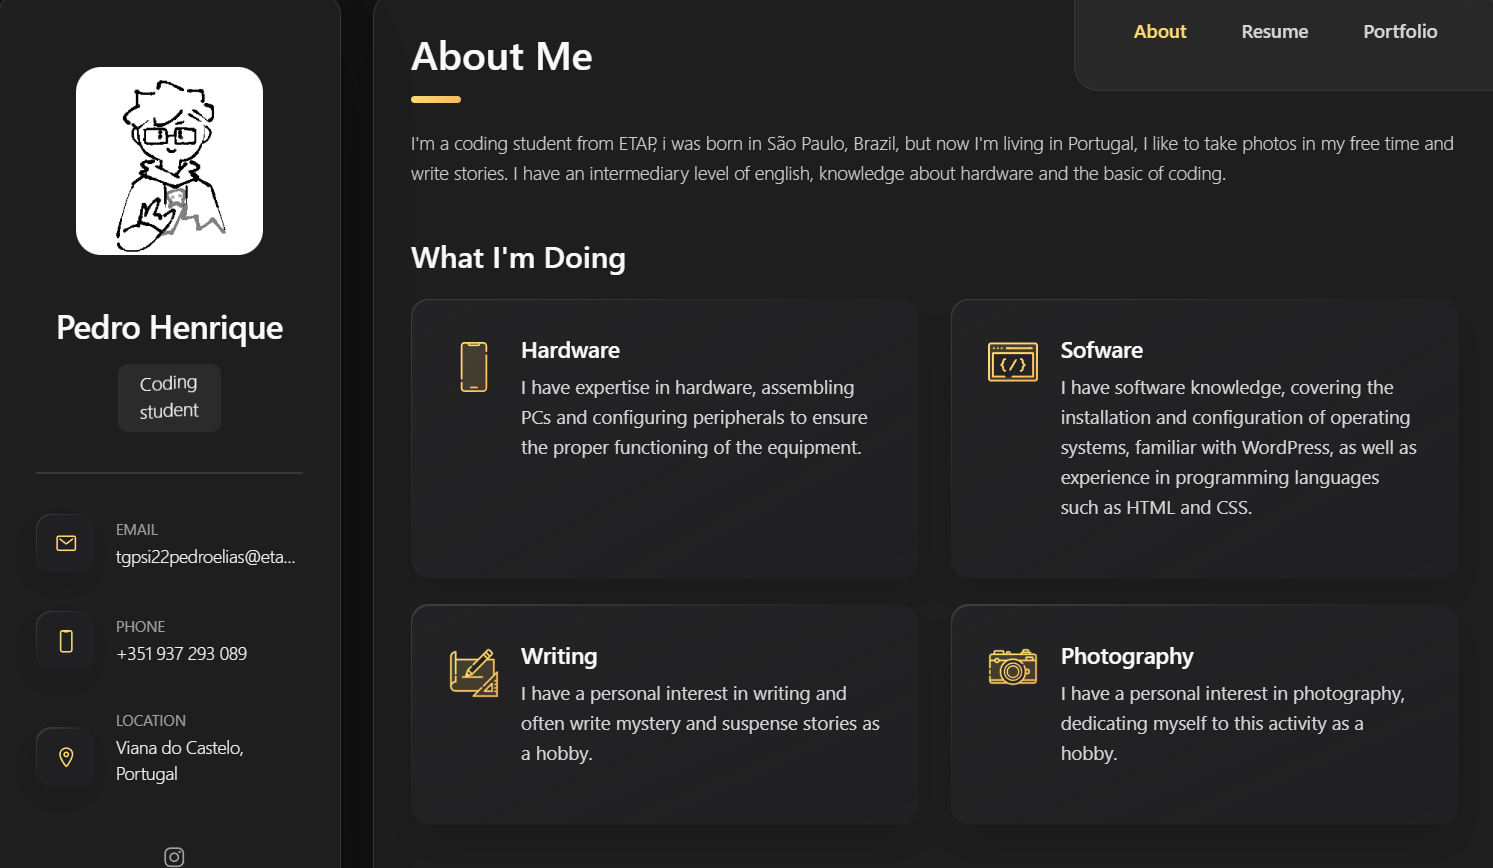 About
Resume
Portfolio
Pedro Henrique
Coding
student
EMAIL
tgpsi22pedroelias@eta...
PHONE
+351 937 293 089
LOCATION
Viana do Castelo,
Portugal
About Me
I'm a coding student from ETAP, i was born in São Paulo, Brazil, but now I'm living in Portugal, I like to take photos in my free time and
write stories. I have an intermediary level of english, knowledge about hardware and the basic of coding.
What I'm Doing
Hardware
I have expertise in hardware, assembling
PCs and configuring peripherals to ensure
the proper functioning of the equipment.
Sofware
I have software knowledge, covering the
installation and configuration of operating
systems, familiar with WordPress, as well as
experience in programming languages
such as HTML and CSS.
Writing
I have a personal interest in writing and
often write mystery and suspense stories as
a hobby.
Photography
I have a personal interest in photography,
dedicating myself to this activity as a
hobby.